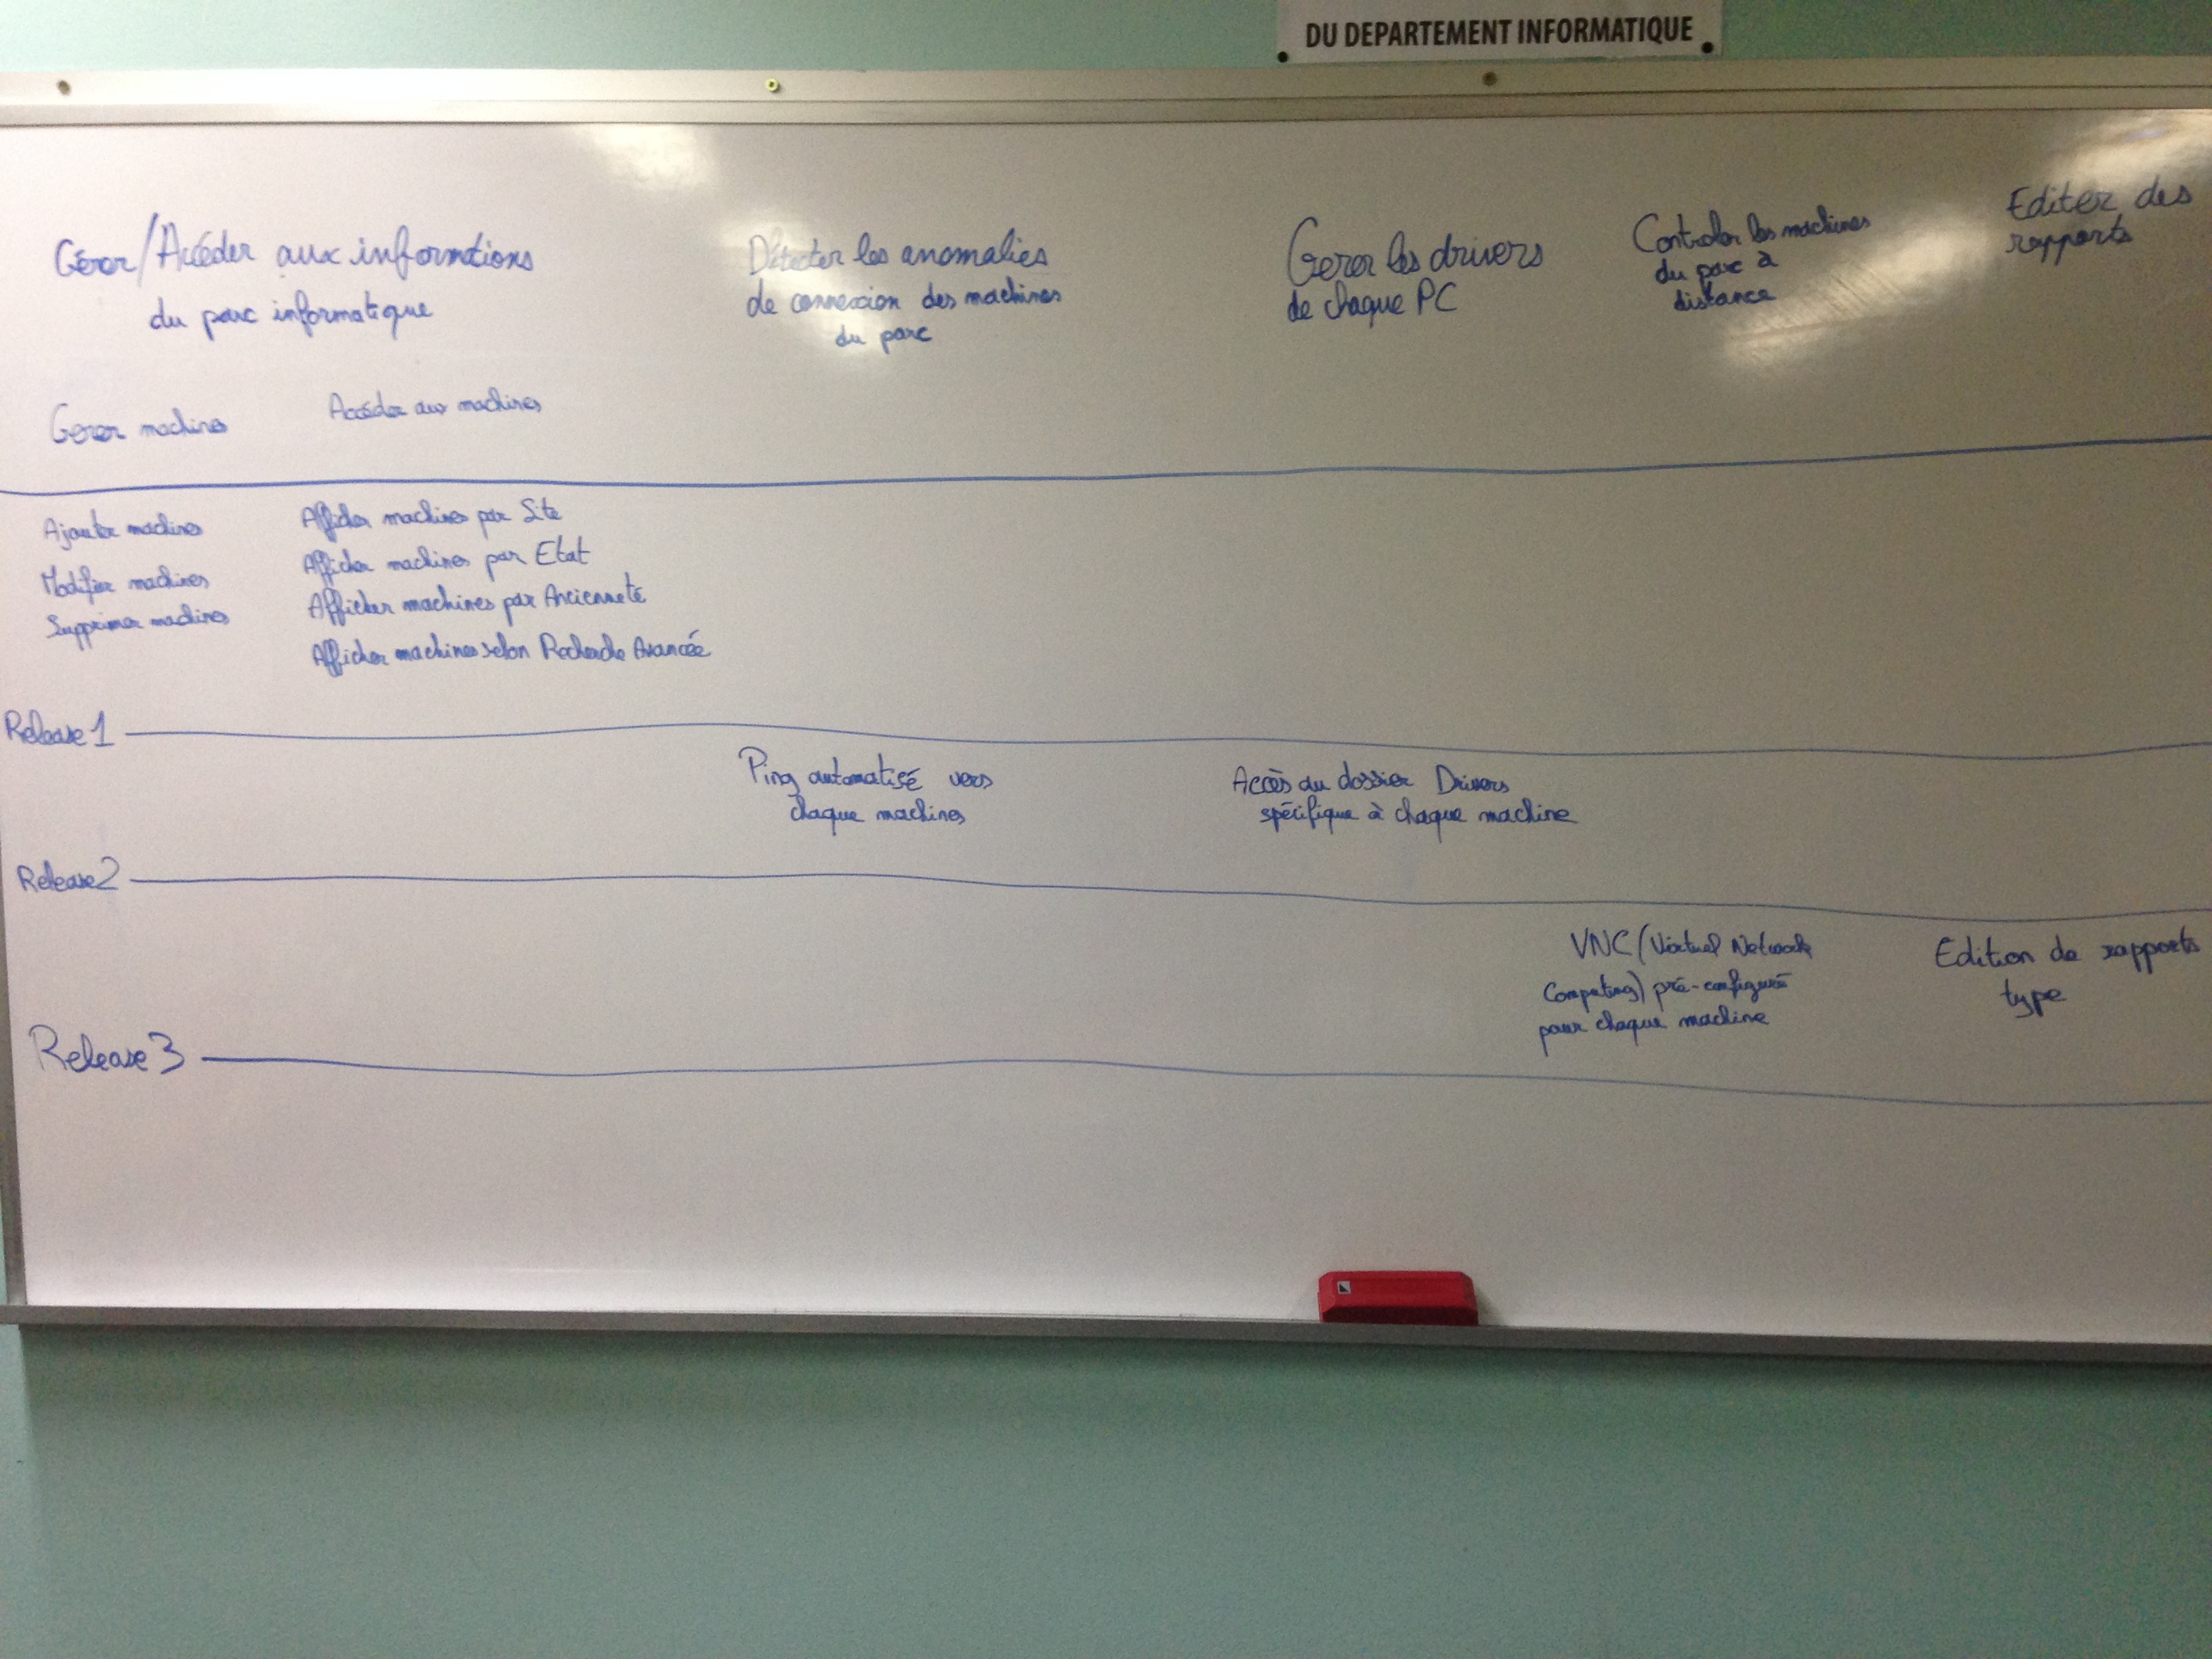 DU DEPARTEMENT INFORMATIQUE
Gérer/Accéder aux informations
du parc informatique
Détecter les anomalies
de connexion des machines
du parc
Gerer les drivers
de chaque PC
Controler les machines
du parc à
distance
Editer des
rapports
Gerer machines
Accéder aux machines
Ajouter machines
Modifier machines
Supprimer machines
Afficher machines par Site
Afficher machines par Etat
Afficher machines par Ancienneté
Afficher machines selon Recherche Avancée
Release 1
Ping automatisé vers
chaque machines
Accès au dossier Drivers
spécifique à chaque machine
Release 2
VNC (Virtuel Network
Computing) pré-configuré
pour chaque machine
Edition de rapports
type
Release 3